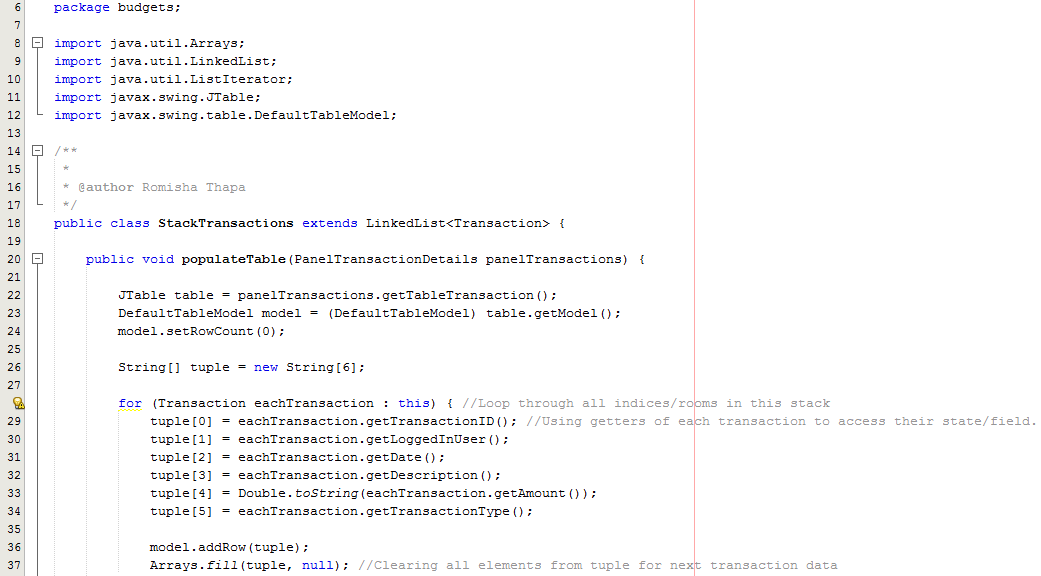 6 package budgets;
7
8 import java.util.Arrays;
9 import java.util.LinkedList;
10 import java.util.ListIterator;
11 import javax.swing.JTable;
12 import javax.swing.table.DefaultTableModel;
13
14 /**
15 *
16 * @author Romisha Thapa
17 */
18 public class StackTransactions extends LinkedList<Transaction> {
19
20 public void populateTable(PanelTransactionDetails panelTransactions) {
21
22 JTable table = panelTransactions.getTableTransaction();
23 DefaultTableModel model = (DefaultTableModel) table.getModel();
24 model.setRowCount(0);
25
26 String[] tuple = new String[6];
27
for (Transaction eachTransaction : this) { //Loop through all indices/rooms in this stack
29 tuple[0] = eachTransaction.getTransactionID(); //Using getters of each transaction to access their state/field.
30 tuple[1] = eachTransaction.getLoggedInUser();
31 tuple[2] = eachTransaction.getDate();
32 tuple[3] = eachTransaction.getDescription();
33 tuple[4] = Double.toString(eachTransaction.getAmount());
34 tuple[5] = eachTransaction.getTransactionType();
35
36 model.addRow(tuple);
37 Arrays.fill(tuple, null); //Clearing all elements from tuple for next transaction data